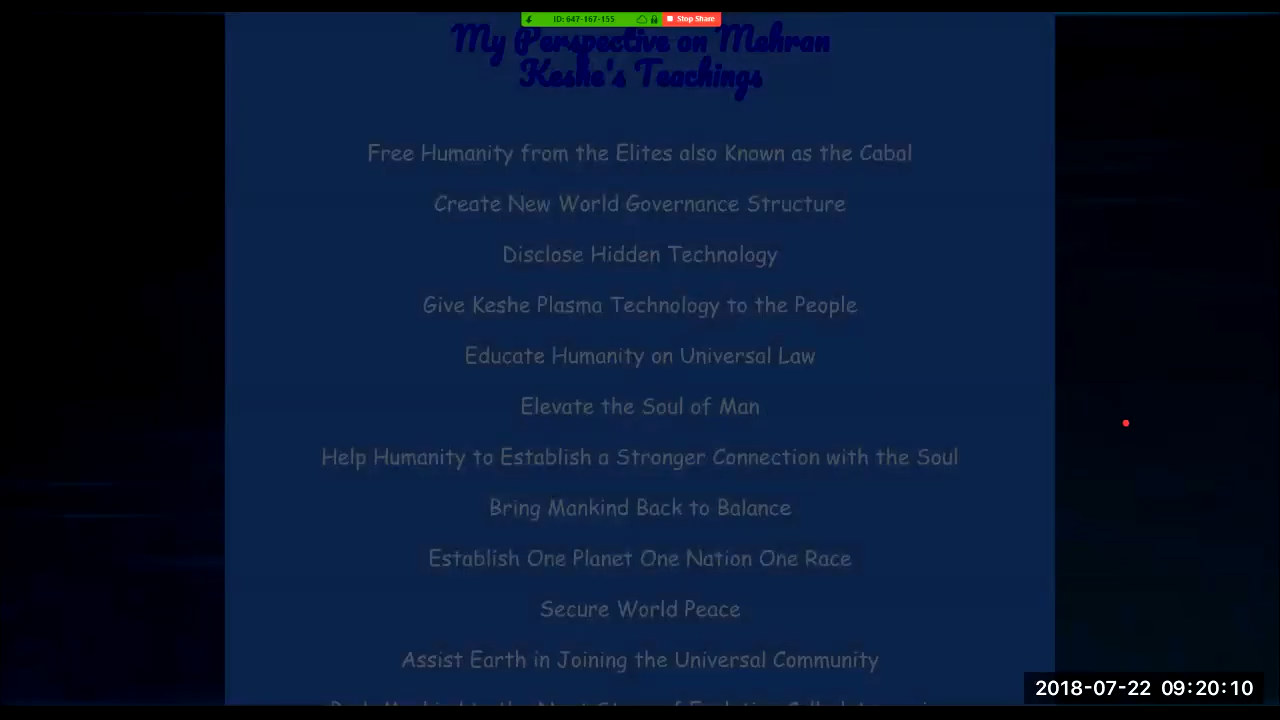 ID: 647-167-155
Stop Share
My Perspective on Mehran
Keshe's Teachings
Free Humanity from the Elites also Known as the Cabal
Create New World Governance Structure
Disclose Hidden Technology
Give Keshe Plasma Technology to the People
Educate Humanity on Universal Law
Elevate the Soul of Man
Help Humanity to Establish a Stronger Connection with the Soul
Bring Mankind Back to Balance
Establish One Planet One Nation One Race
Secure World Peace
Assist Earth in Joining the Universal Community
2018-07-22 09:20:10